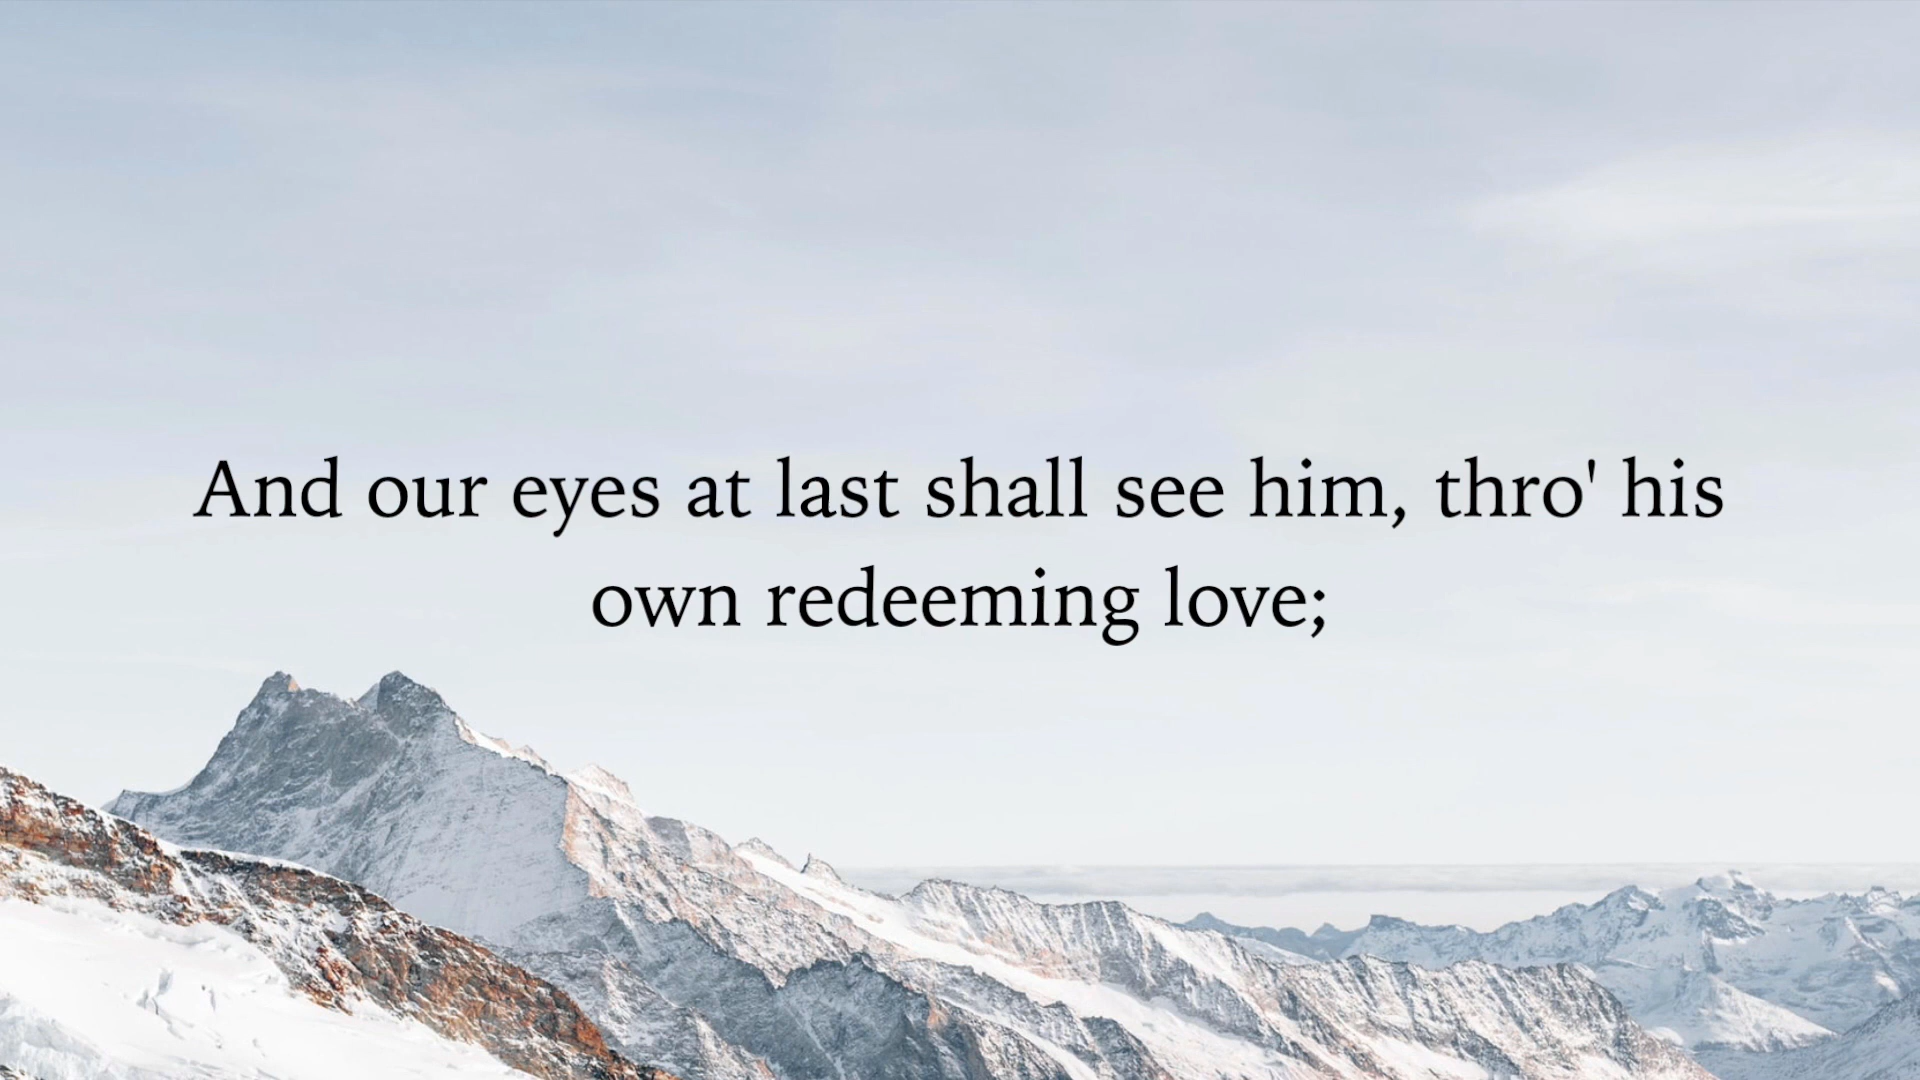 And our eyes at last shall see him, thro' his
own redeeming love;